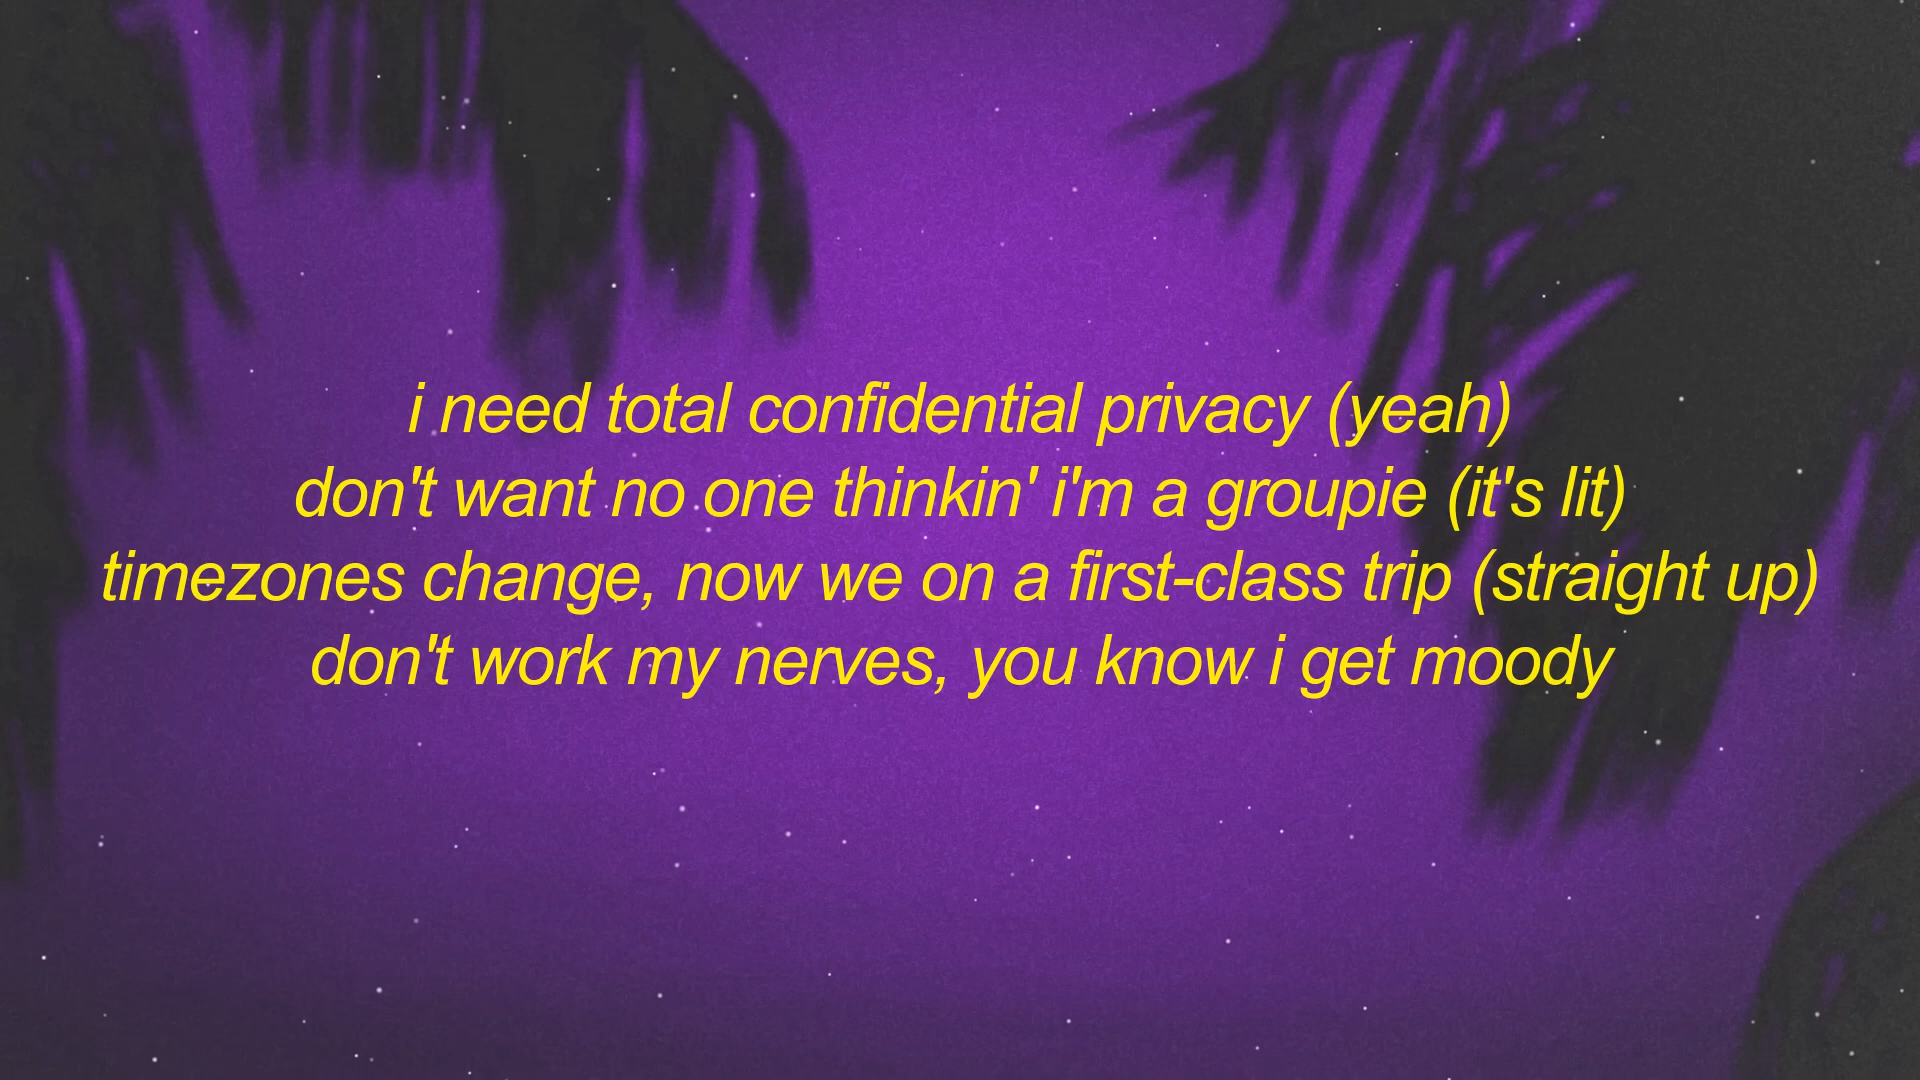 i need total confidential privacy (yeah)
don't want no one thinkin' i'm a groupie (it's lit)
timezones change, now we on a first-class trip (straight up)
don't work my nerves, you know i get moody